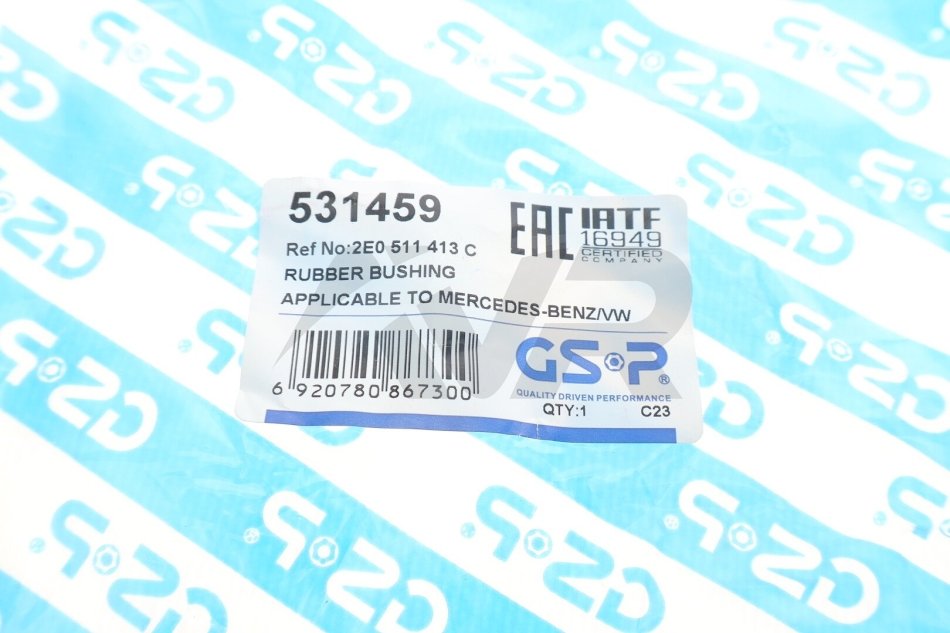 531459
Ref No:2E0 511 413 C
RUBBER BUSHING
APPLICABLE TO MERCEDES-BENZ/VW
6 920780 867300
EAC
IATF
16949
CERTIFIED
COMPANY
GSP®
QUALITY DRIVEN PERFORMANCE
QTY:1 C23